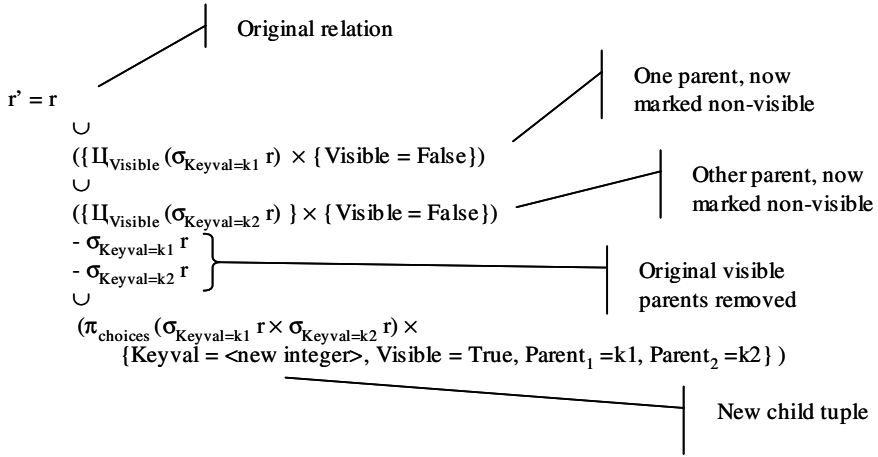 Original relation
One parent, now
marked non-visible
r’ = r
∪
({ЦVisible (σKeyval=k1 r) × {Visible = False})
∪
Other parent, now
marked non-visible
({ЦVisible (σKeyval=k2 r) } × {Visible = False})
- σKeyval=k1 r
- σKeyval=k2 r
Original visible
parents removed
∪
(πchoices (σKeyval=k1 r × σKeyval=k2 r) ×
{Keyval = <new integer>, Visible = True, Parent1 =k1, Parent2 =k2} )
New child tuple